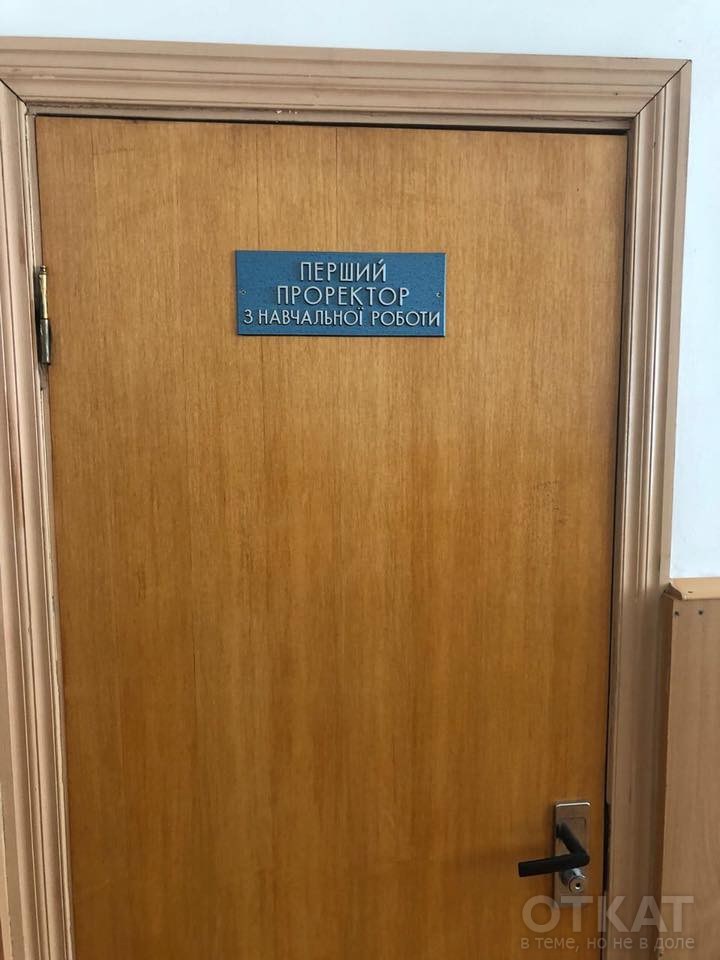 ПЕРШИЙ
ПРОРЕКТОР
З НАВЧАЛЬНОЇ РОБОТИ
ОТКАТ
в теме, но не в доле